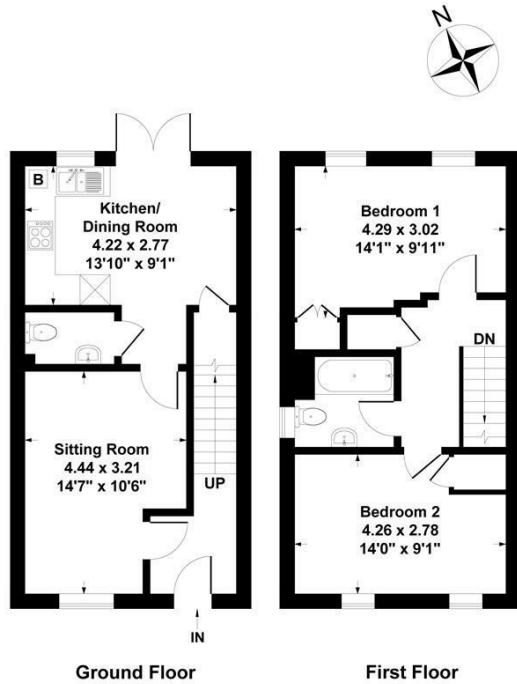 N
B
Kitchen/
Dining Room
4.22 x 2.77
13'10" x 9'1"
Sitting Room
4.44 x 3.21
14'7" x 10'6"
UP
IN
Ground Floor
Bedroom 1
4.29 x 3.02
14'1" x 9'11"
DN
Bedroom 2
4.26 x 2.78
14'0" x 9'1"
First Floor